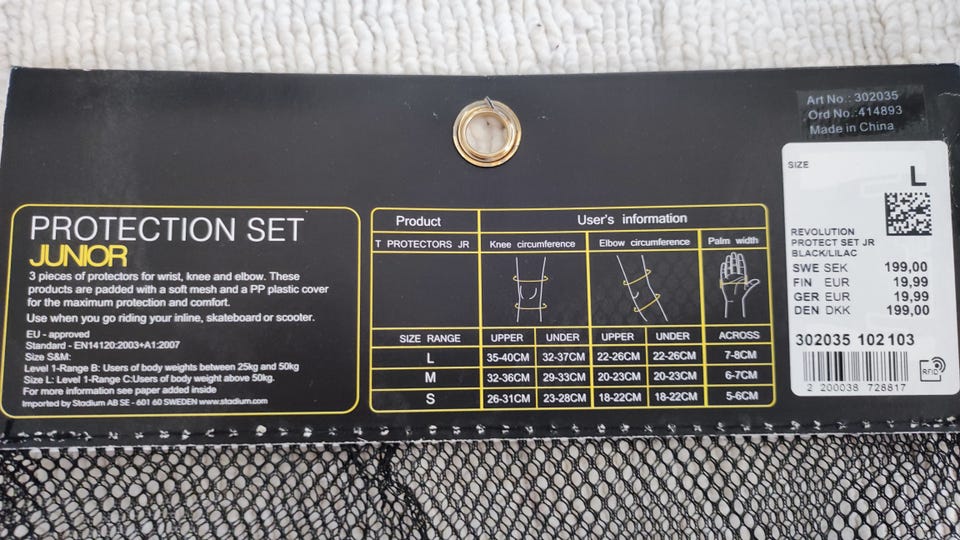 Art No.: 302035
Ord No.:414893
Made in China
PROTECTION SET
JUNIOR
3 pieces of protectors for wrist, knee and elbow. These
products are padded with a soft mesh and a PP plastic cover
for the maximum protection and comfort.
Use when you go riding your inline, skateboard or scooter.
EU - approved
Standard - EN14120:2003+A1:2007
Size S&M:
Level 1-Range B: Users of body weights between 25kg and 50kg
Size L: Level 1-Range C:Users of body weight above 50kg.
For more information see paper added inside
Imported by Stadium AB SE - 601 60 SWEDEN www.stadium.com
Product User's information
T PROTECTORS JR Knee circumference Elbow circumference Palm width
SIZE RANGE UPPER UNDER UPPER UNDER ACROSS
L 35-40CM 32-37CM 22-26CM 22-26CM 7-8CM
M 32-36CM 29-33CM 20-23CM 20-23CM 6-7CM
S 26-31CM 23-28CM 18-22CM 18-22CM 5-6CM
SIZE
L
REVOLUTION
PROTECT SET JR
BLACK/LILAC
SWE SEK 199,00
FIN EUR 19,99
GER EUR 19,99
DEN DKK 199,00
302035 102103
2 200038 728817
RFID